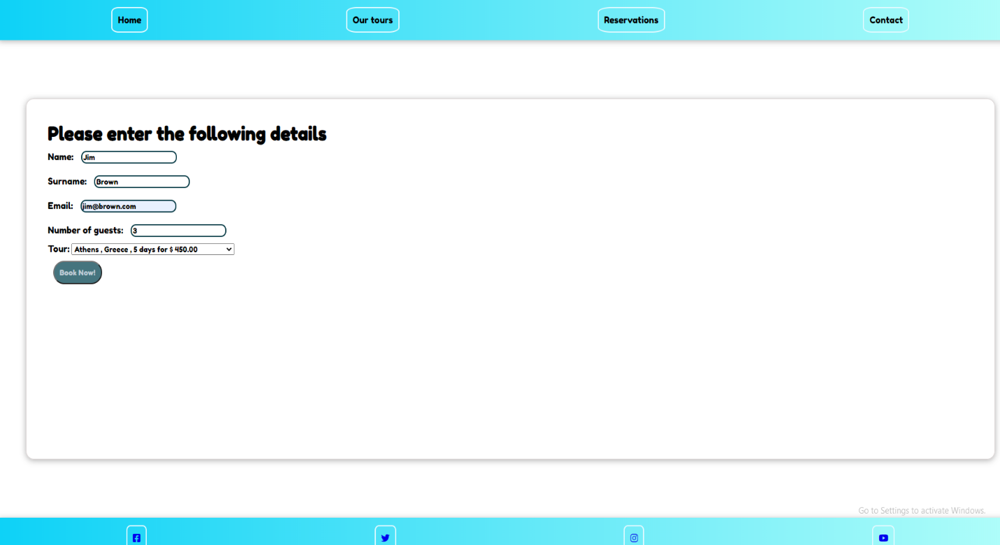 Home Our tours Reservations Contact
Please enter the following details
Name: Jim
Surname: Brown
Email: jim@brown.com
Number of guests: 3
Tour: Athens , Greece , 5 days for $ 450.00
Book Now!
Go to Settings to activate Windows.